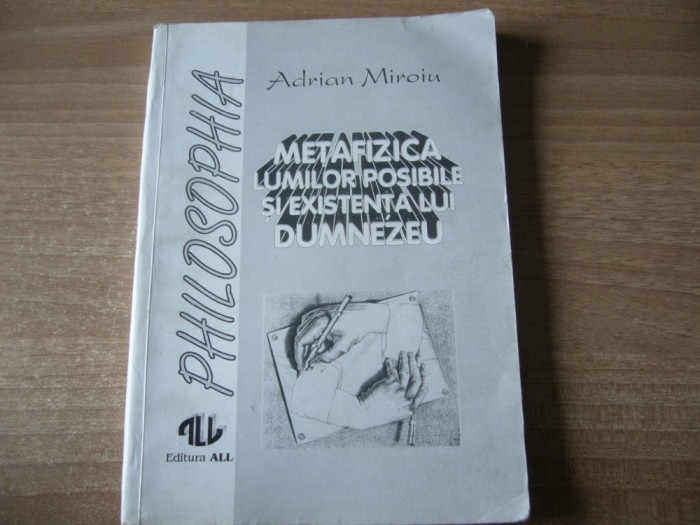 Adrian Miroiu
METAFIZICA
LUMILOR POSIBILE
ȘI EXISTENȚA LUI
DUMNEZEU
PHILOSOPHIA
ALL
Editura ALL